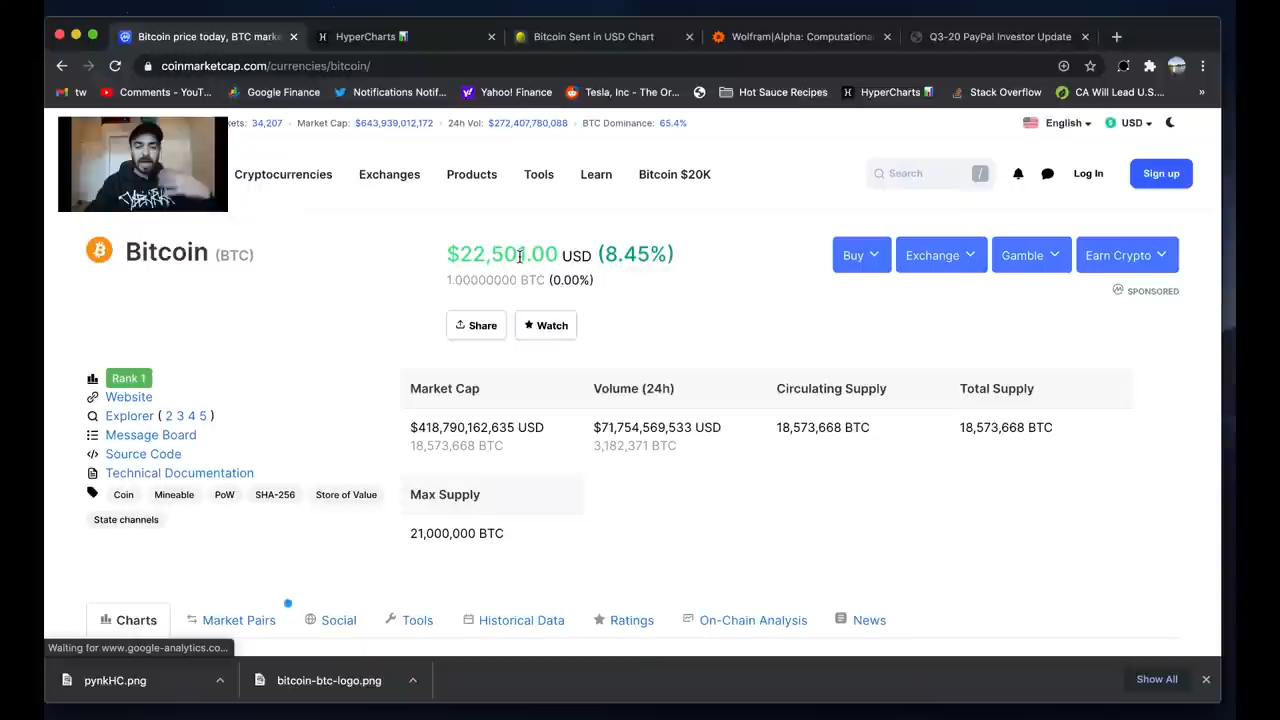 Bitcoin price today, BTC mark
HyperCharts
Bitcoin Sent in USD Chart
Wolfram|Alpha: Computationa
Q3-20 PayPal Investor Update
coinmarketcap.com/currencies/bitcoin/
tw
Comments - YouT...
Google Finance
Notifications Notif...
Yahoo! Finance
Tesla, Inc - The Or...
Hot Sauce Recipes
HyperCharts
Stack Overflow
CA Will Lead U.S....
»
kets: 34,207 · Market Cap: $643,939,012,172 · 24h Vol: $272,407,780,088 · BTC Dominance: 65.4%
English
USD
Cryptocurrencies
Exchanges
Products
Tools
Learn
Bitcoin $20K
Search
/
Log In
Sign up
Bitcoin (BTC)
$22,501.00 USD (8.45%)
1.00000000 BTC (0.00%)
Buy
Exchange
Gamble
Earn Crypto
SPONSORED
Share
Watch
Rank 1
Website
Explorer ( 2 3 4 5 )
Message Board
Source Code
Technical Documentation
Coin
Mineable
PoW
SHA-256
Store of Value
State channels
Market Cap
Volume (24h)
Circulating Supply
Total Supply
$418,790,162,635 USD
$71,754,569,533 USD
18,573,668 BTC
18,573,668 BTC
18,573,668 BTC
3,182,371 BTC
Max Supply
21,000,000 BTC
Charts
Market Pairs
Social
Tools
Historical Data
Ratings
On-Chain Analysis
News
Waiting for www.google-analytics.co...
pynkHC.png
bitcoin-btc-logo.png
Show All